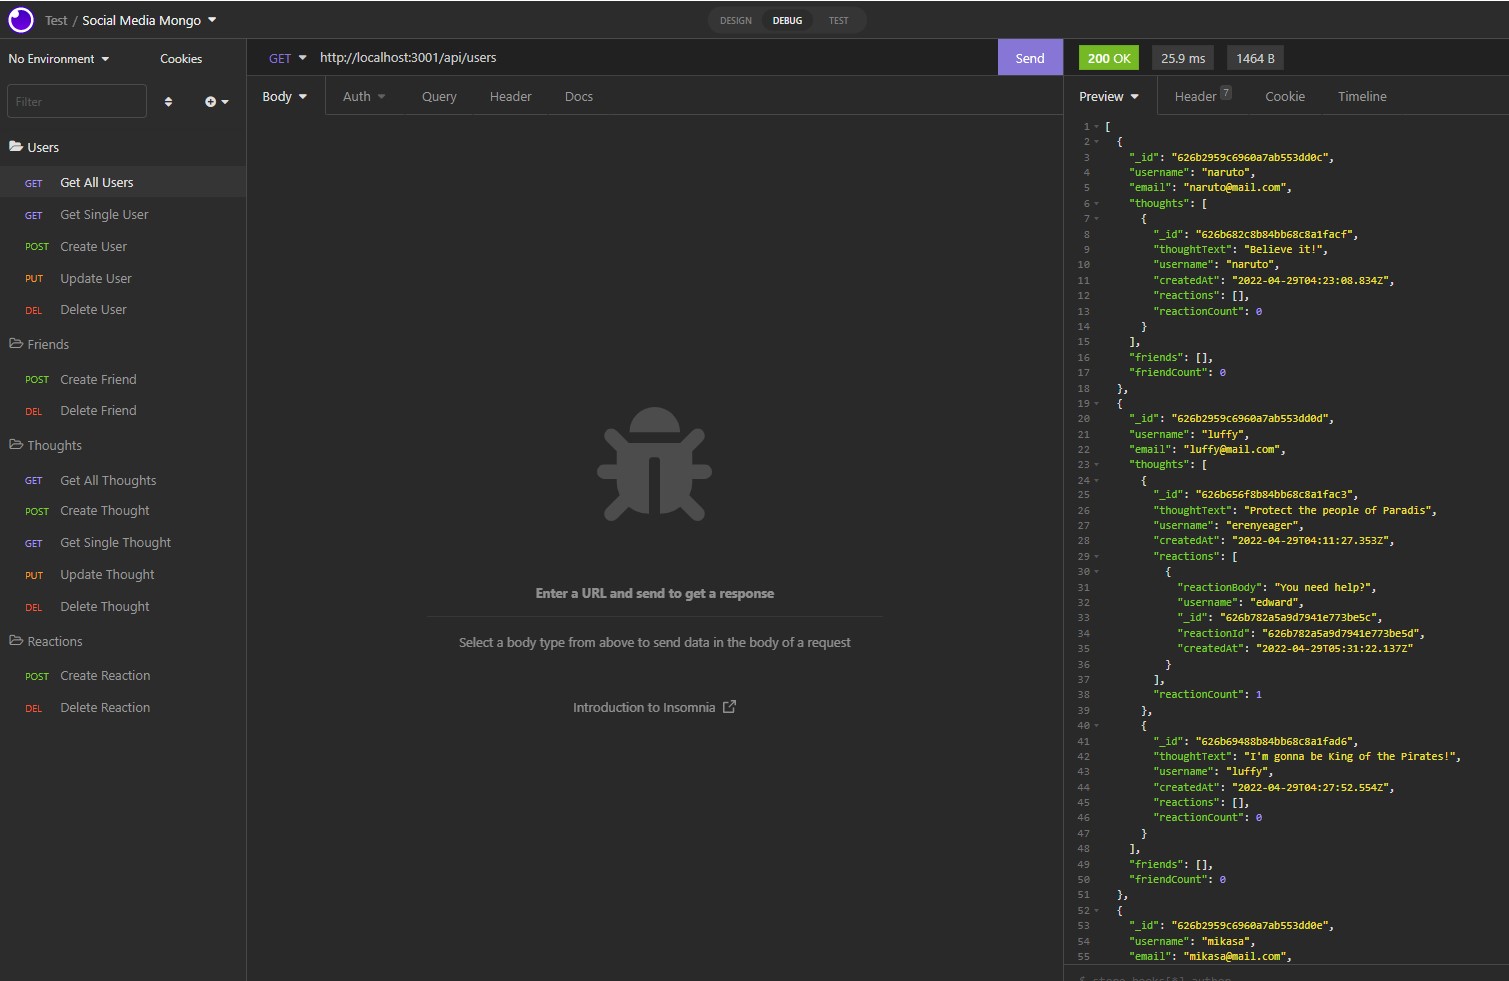 Test / Social Media Mongo
DESIGN DEBUG TEST
No Environment
Cookies
Filter
Users
GET Get All Users
GET Get Single User
POST Create User
PUT Update User
DEL Delete User
Friends
POST Create Friend
DEL Delete Friend
Thoughts
GET Get All Thoughts
POST Create Thought
GET Get Single Thought
PUT Update Thought
DEL Delete Thought
Reactions
POST Create Reaction
DEL Delete Reaction
GET http://localhost:3001/api/users Send
Body Auth Query Header Docs
Enter a URL and send to get a response
Select a body type from above to send data in the body of a request
Introduction to Insomnia
200 OK 25.9 ms 1464 B
Preview Header 7 Cookie Timeline
1 [
2 {
3 "_id": "626b2959c6960a7ab553dd0c",
4 "username": "naruto",
5 "email": "naruto@mail.com",
6 "thoughts": [
7 {
8 "_id": "626b682c8b84bb68c8a1facf",
9 "thoughtText": "Believe it!",
10 "username": "naruto",
11 "createdAt": "2022-04-29T04:23:08.834Z",
12 "reactions": [],
13 "reactionCount": 0
14 }
15 ],
16 "friends": [],
17 "friendCount": 0
18 },
19 {
20 "_id": "626b2959c6960a7ab553dd0d",
21 "username": "luffy",
22 "email": "luffy@mail.com",
23 "thoughts": [
24 {
25 "_id": "626b656f8b84bb68c8a1fac3",
26 "thoughtText": "Protect the people of Paradis",
27 "username": "erenyeager",
28 "createdAt": "2022-04-29T04:11:27.353Z",
29 "reactions": [
30 {
31 "reactionBody": "You need help?",
32 "username": "edward",
33 "_id": "626b782a5a9d7941e773be5c",
34 "reactionId": "626b782a5a9d7941e773be5d",
35 "createdAt": "2022-04-29T05:31:22.137Z"
36 }
37 ],
38 "reactionCount": 1
39 },
40 {
41 "_id": "626b69488b84bb68c8a1fad6",
42 "thoughtText": "I'm gonna be King of the Pirates!",
43 "username": "luffy",
44 "createdAt": "2022-04-29T04:27:52.554Z",
45 "reactions": [],
46 "reactionCount": 0
47 }
48 ],
49 "friends": [],
50 "friendCount": 0
51 },
52 {
53 "_id": "626b2959c6960a7ab553dd0e",
54 "username": "mikasa",
55 "email": "mikasa@mail.com",